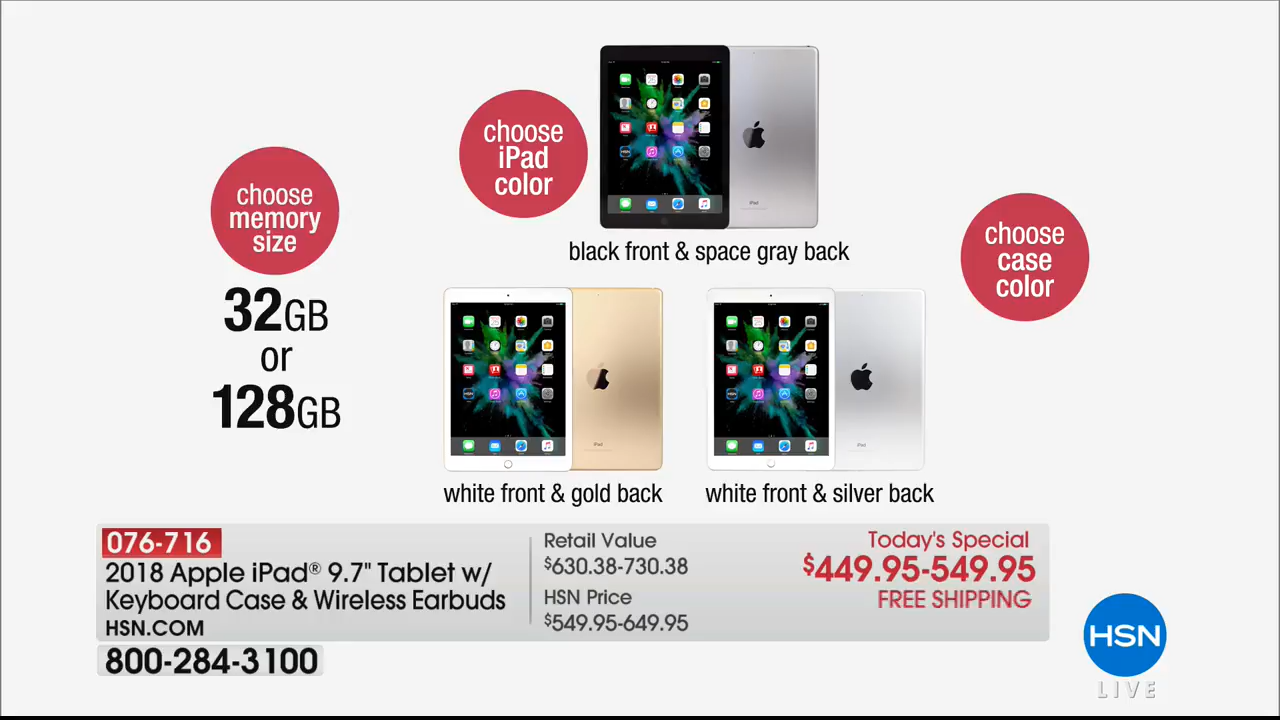 choose
memory
size
32GB
or
128GB
choose
iPad
color
black front & space gray back
white front & gold back
white front & silver back
choose
case
color
076-716
2018 Apple iPad® 9.7" Tablet w/
Keyboard Case & Wireless Earbuds
HSN.COM
800-284-3100
Retail Value
$630.38-730.38
HSN Price
$549.95-649.95
Today's Special
$449.95-549.95
FREE SHIPPING
HSN
LIVE
iPad
iPad
iPad